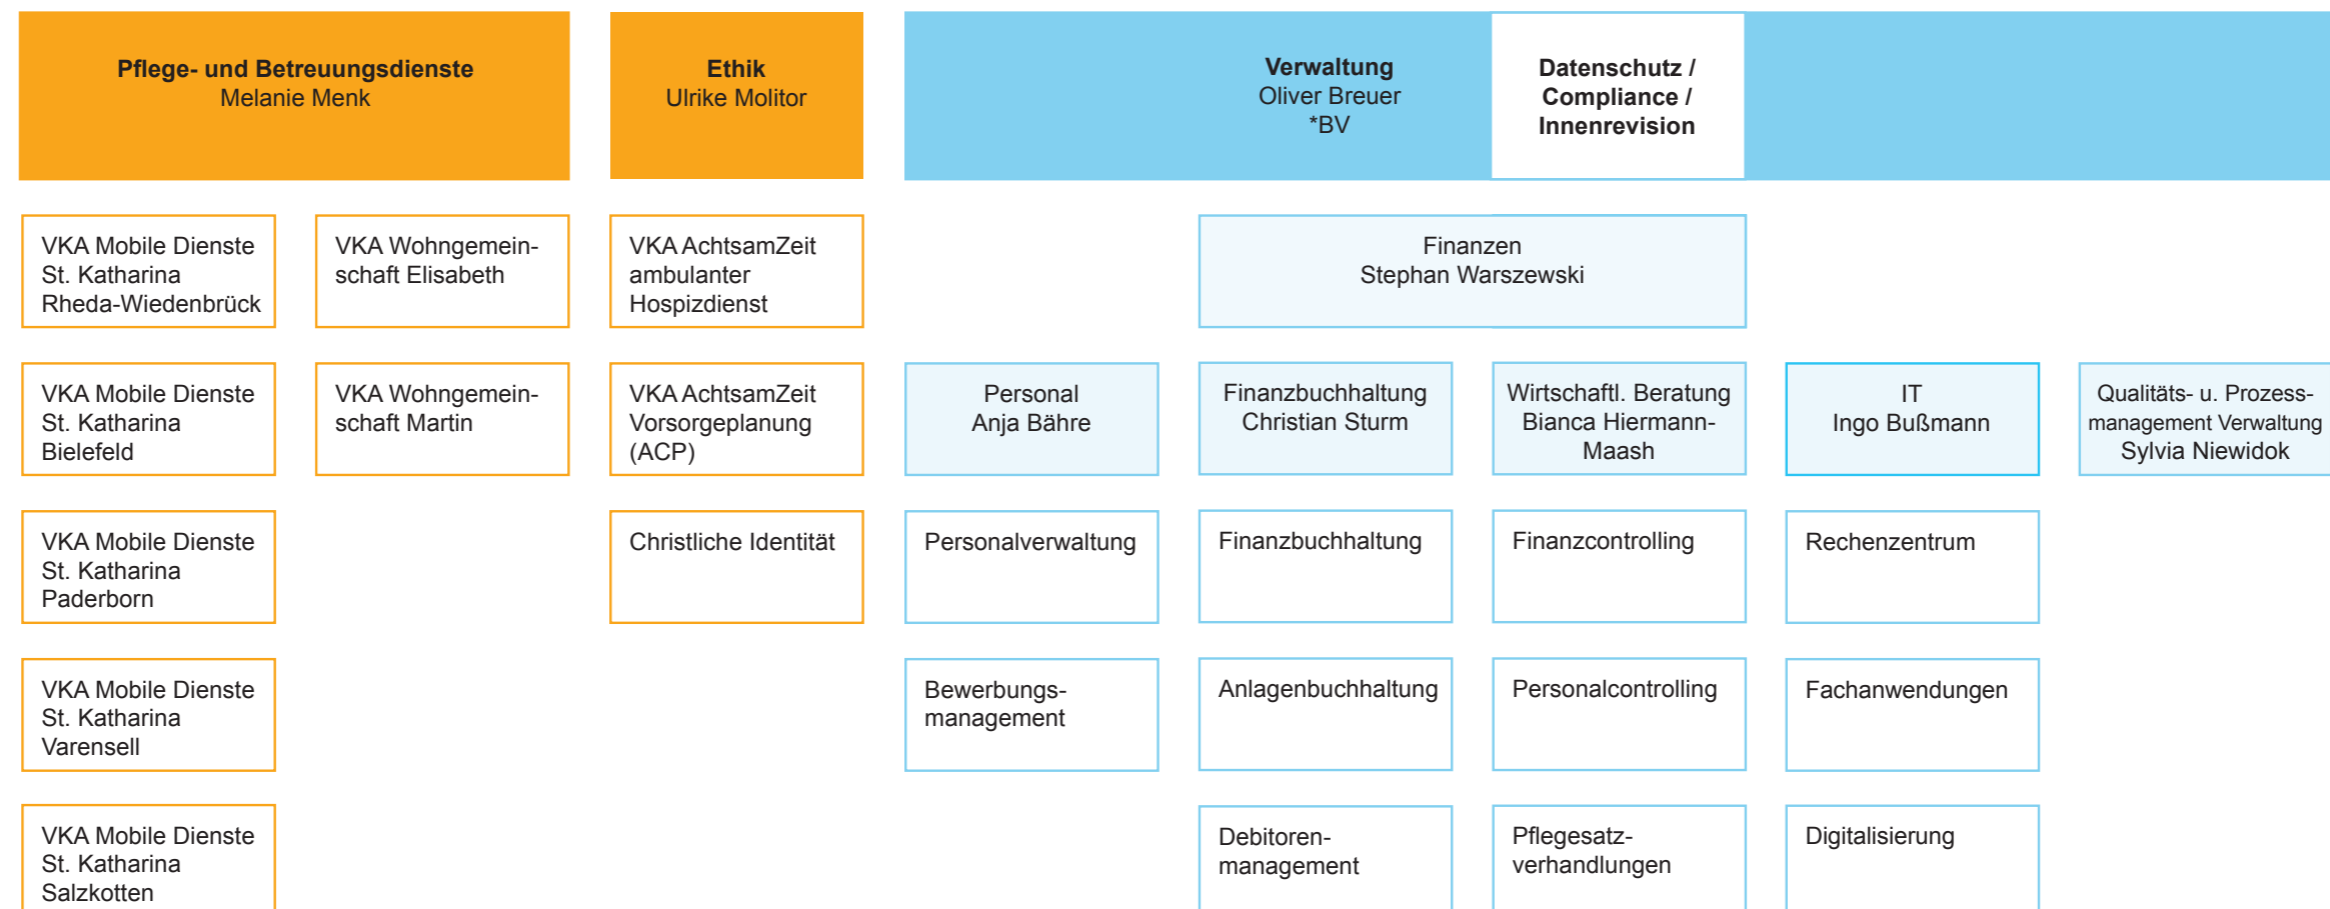 Pflege- und Betreuungsdienste
Melanie Menk
Ethik
Ulrike Molitor
Verwaltung
Oliver Breuer
*BV
Datenschutz /
Compliance /
Innenrevision
VKA Mobile Dienste
St. Katharina
Rheda-Wiedenbrück
VKA Wohngemein-
schaft Elisabeth
VKA AchtsamZeit
ambulanter
Hospizdienst
Finanzen
Stephan Warszewski
VKA Mobile Dienste
St. Katharina
Bielefeld
VKA Wohngemein-
schaft Martin
VKA AchtsamZeit
Vorsorgeplanung
(ACP)
Personal
Anja Bähre
Finanzbuchhaltung
Christian Sturm
Wirtschaftl. Beratung
Bianca Hiermann-
Maash
IT
Ingo Bußmann
Qualitäts- u. Prozess-
management Verwaltung
Sylvia Niewidok
VKA Mobile Dienste
St. Katharina
Paderborn
Christliche Identität
Personalverwaltung
Finanzbuchhaltung
Finanzcontrolling
Rechenzentrum
VKA Mobile Dienste
St. Katharina
Varensell
Bewerbungs-
management
Anlagenbuchhaltung
Personalcontrolling
Fachanwendungen
VKA Mobile Dienste
St. Katharina
Salzkotten
Debitoren-
management
Pflegesatz-
verhandlungen
Digitalisierung